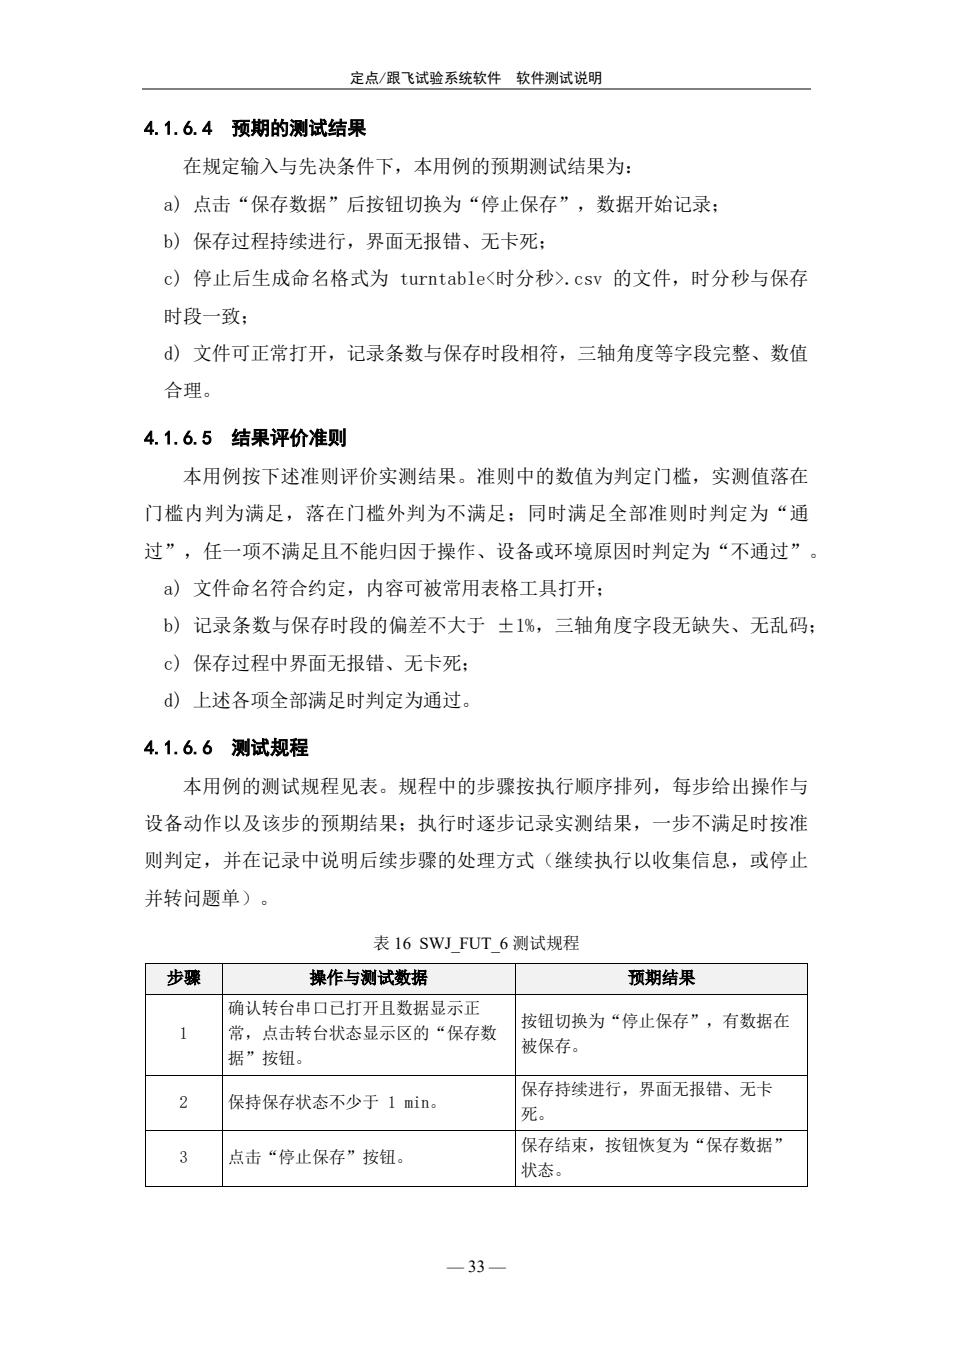 定点/跟飞试验系统软件　软件测试说明
4.1.6.4　预期的测试结果
在规定输入与先决条件下，本用例的预期测试结果为：
a）点击“保存数据”后按钮切换为“停止保存”，数据开始记录；
b）保存过程持续进行，界面无报错、无卡死；
c）停止后生成命名格式为 turntable<时分秒>.csv 的文件，时分秒与保存
时段一致；
d）文件可正常打开，记录条数与保存时段相符，三轴角度等字段完整、数值
合理。
4.1.6.5　结果评价准则
本用例按下述准则评价实测结果。准则中的数值为判定门槛，实测值落在
门槛内判为满足，落在门槛外判为不满足；同时满足全部准则时判定为“通
过”，任一项不满足且不能归因于操作、设备或环境原因时判定为“不通过”。
a）文件命名符合约定，内容可被常用表格工具打开；
b）记录条数与保存时段的偏差不大于 ±1%，三轴角度字段无缺失、无乱码；
c）保存过程中界面无报错、无卡死；
d）上述各项全部满足时判定为通过。
4.1.6.6　测试规程
本用例的测试规程见表。规程中的步骤按执行顺序排列，每步给出操作与
设备动作以及该步的预期结果；执行时逐步记录实测结果，一步不满足时按准
则判定，并在记录中说明后续步骤的处理方式（继续执行以收集信息，或停止
并转问题单）。
表 16 SWJ_FUT_6 测试规程
步骤　操作与测试数据　预期结果
1
确认转台串口已打开且数据显示正
常，点击转台状态显示区的“保存数
据”按钮。
按钮切换为“停止保存”，有数据在
被保存。
2
保持保存状态不少于 1 min。
保存持续进行，界面无报错、无卡
死。
3
点击“停止保存”按钮。
保存结束，按钮恢复为“保存数据”
状态。
— 33 —